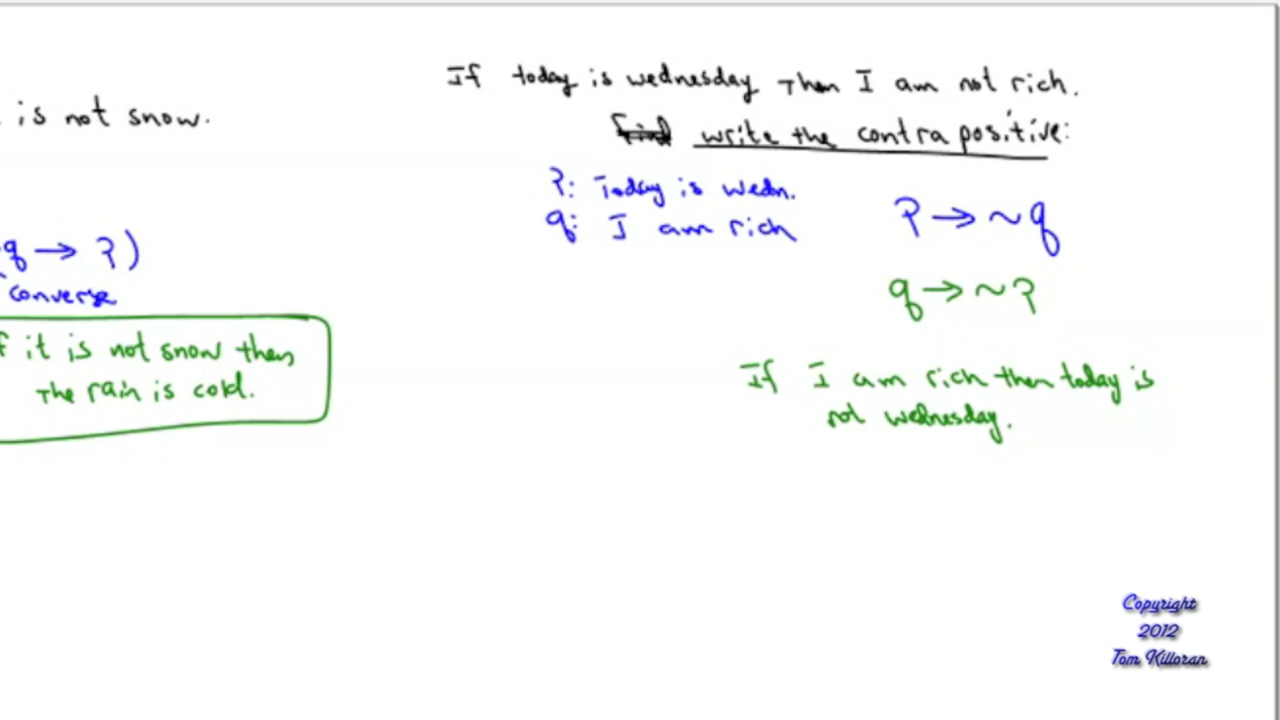 is not snow.
q → p)
converse
if it is not snow then
The rain is cold.
If today is wednesday Then I am not rich.
write the contrapositive:
p: Today is wedn.
q: I am rich
p → ~q
q → ~p
If I am rich then today is
not wednesday.
Copyright
2012
Tom Killoran